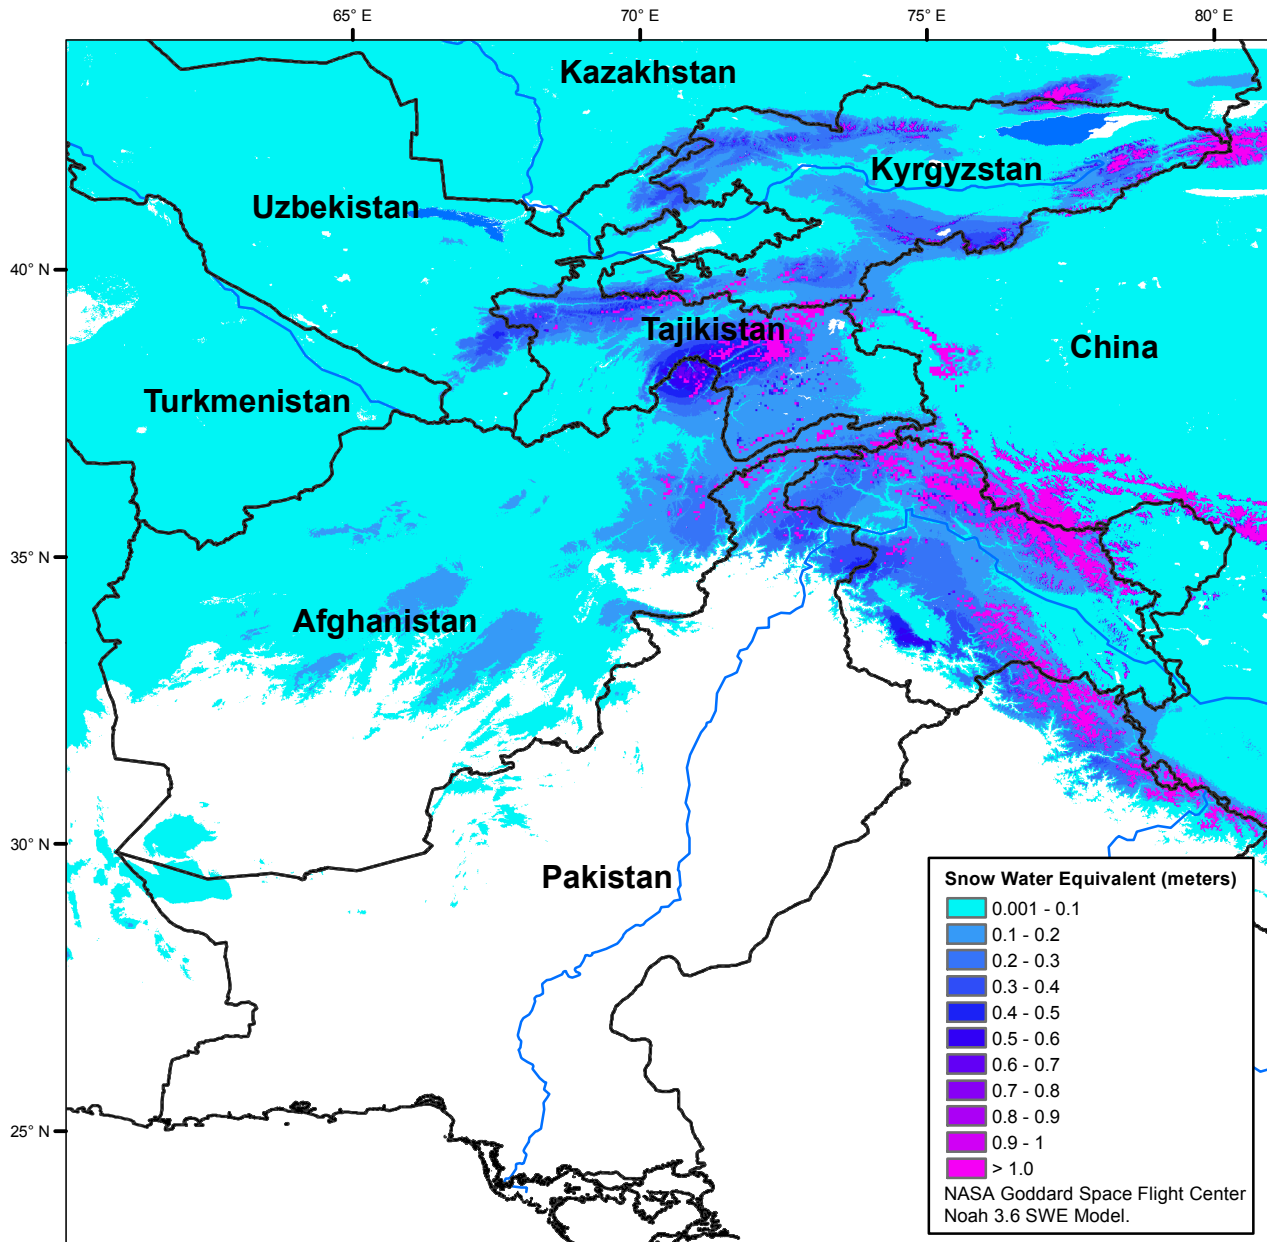 65° E
70° E
75° E
80° E
Kazakhstan
Kyrgyzstan
Uzbekistan
40° N
Tajikistan
China
Turkmenistan
35° N
Afghanistan
30° N
Pakistan
25° N
Snow Water Equivalent (meters)
0.001 - 0.1
0.1 - 0.2
0.2 - 0.3
0.3 - 0.4
0.4 - 0.5
0.5 - 0.6
0.6 - 0.7
0.7 - 0.8
0.8 - 0.9
0.9 - 1
> 1.0
NASA Goddard Space Flight Center
Noah 3.6 SWE Model.